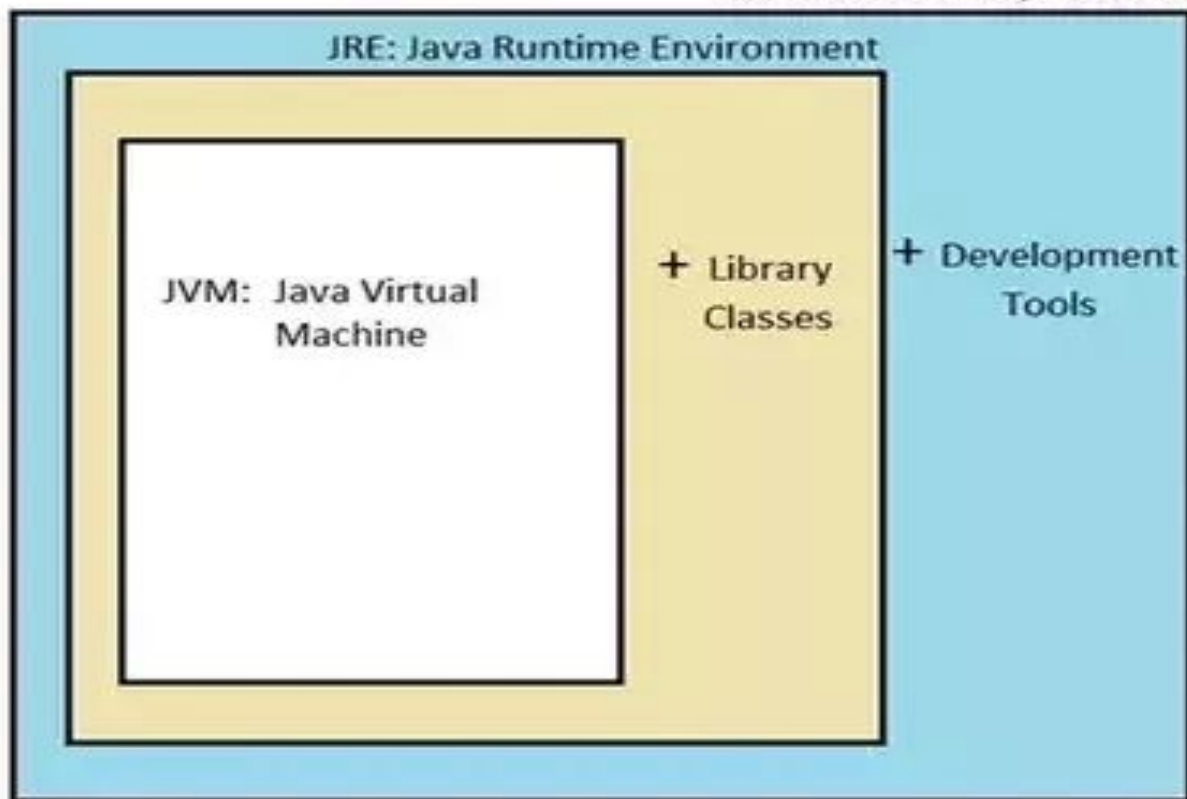 JRE: Java Runtime Environment
JVM: Java Virtual
Machine
+ Library
Classes
+ Development
Tools